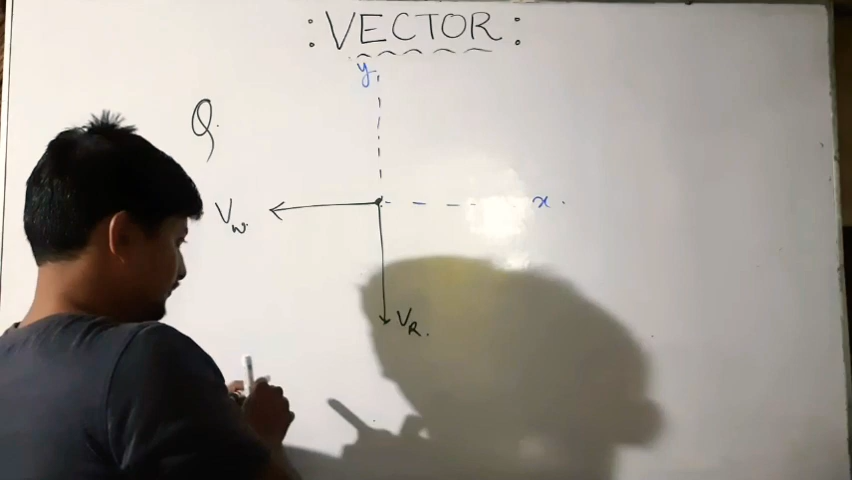 : VECTOR :
y
Q.
Vw.
x.
VR.